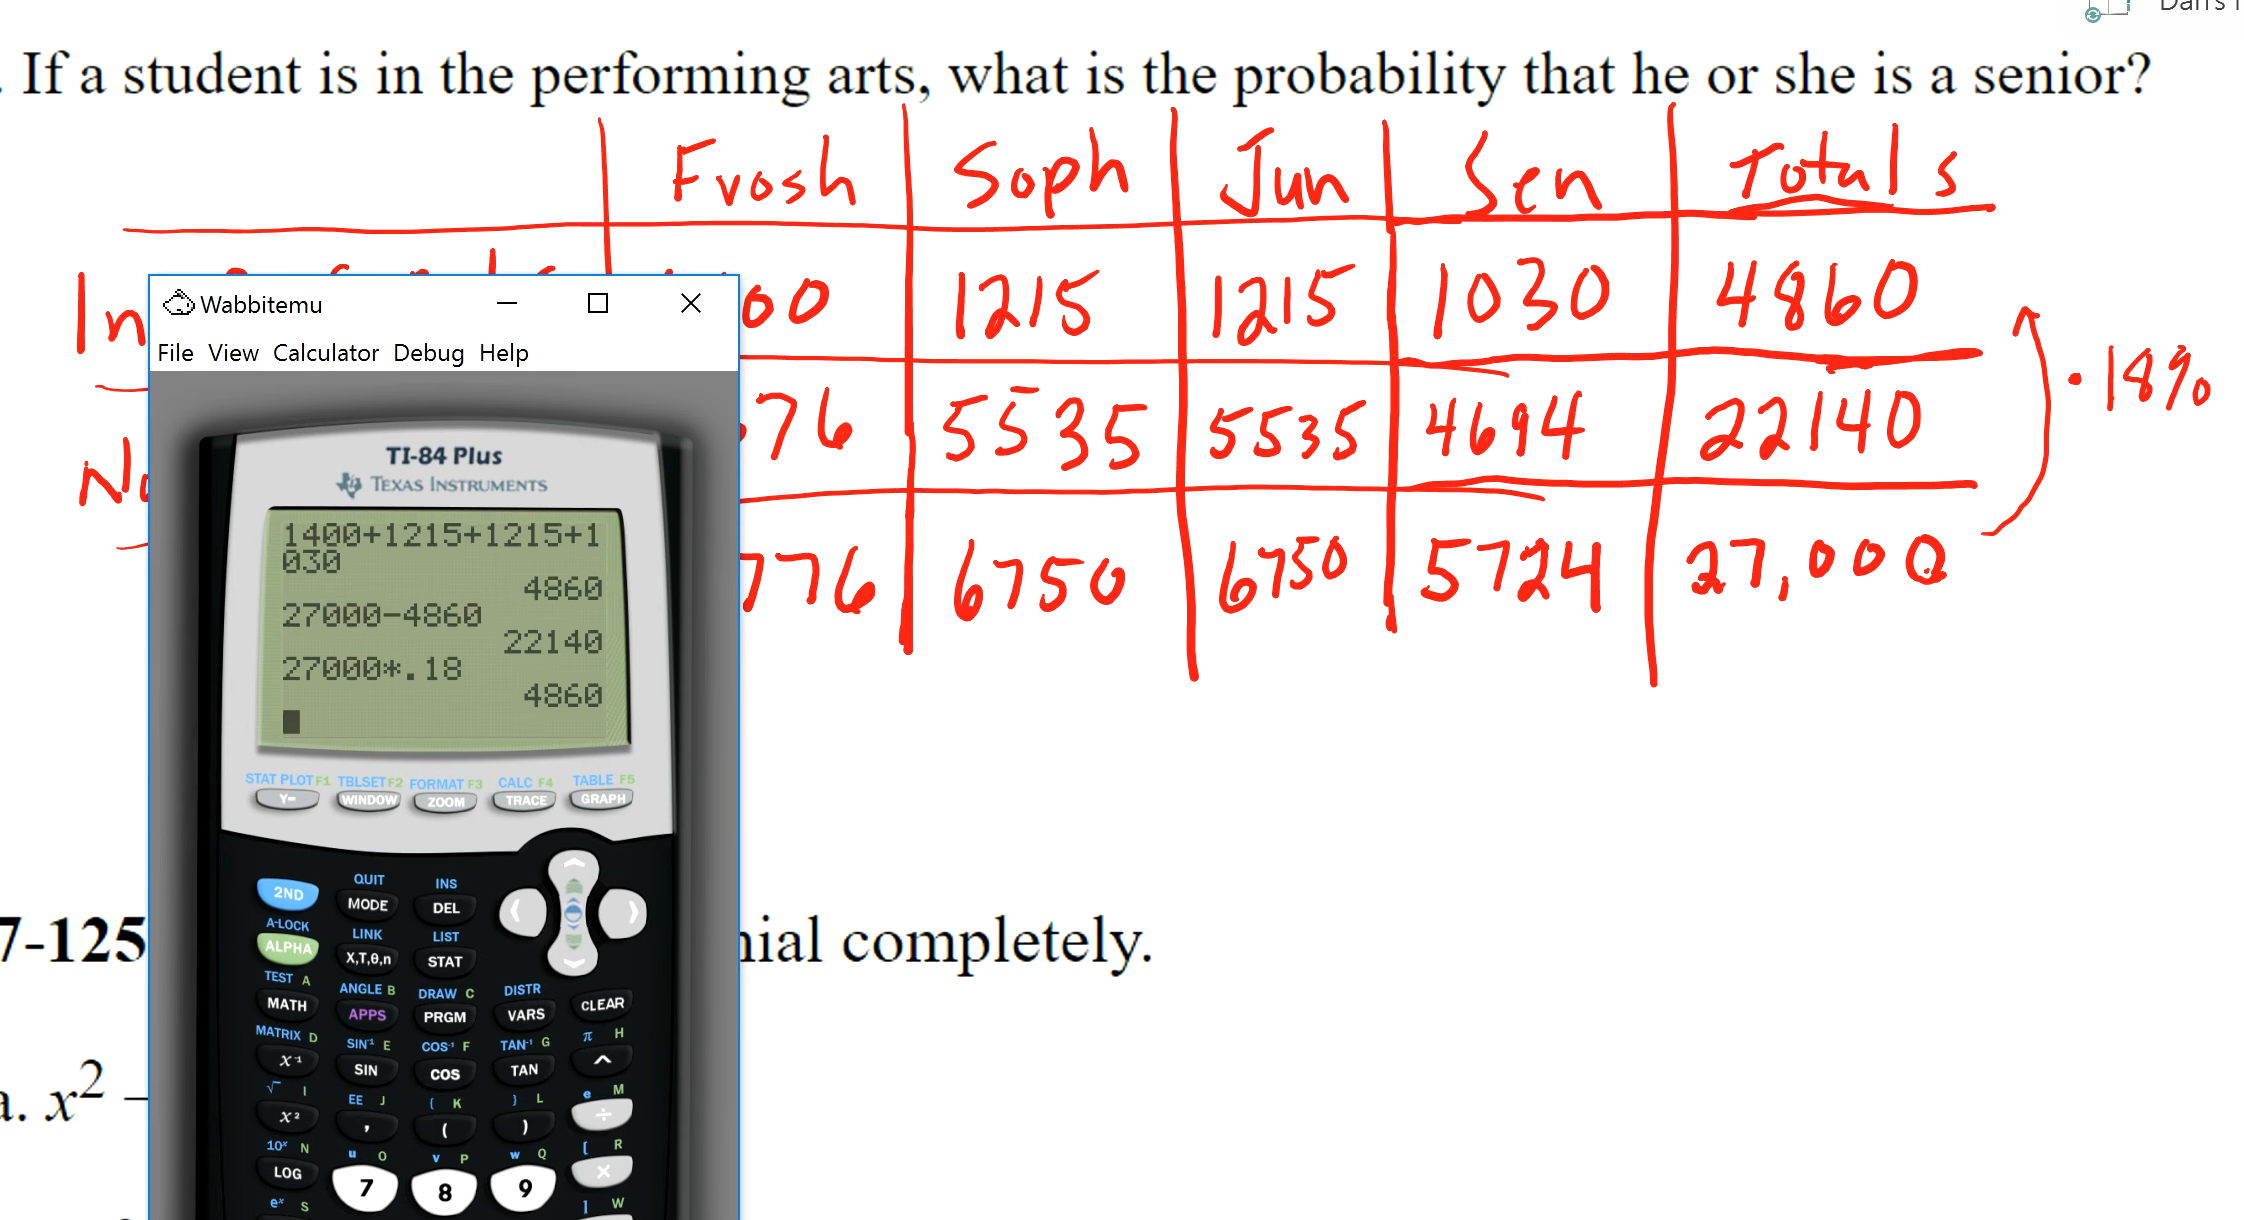 . If a student is in the performing arts, what is the probability that he or she is a senior?
Frosh Soph Jun Sen Totals
In 00 1215 1215 1030 4860
.18%
No 76 5535 5535 4694 22140
776 6750 6750 5724 27,000
Wabbitemu
File View Calculator Debug Help
TI-84 Plus
TEXAS INSTRUMENTS
1400+1215+1215+1
030
4860
27000-4860
22140
27000*.18
4860
STAT PLOT F1 TBLSET F2 FORMAT F3 CALC F4 TABLE F5
Y= WINDOW ZOOM TRACE GRAPH
QUIT INS
2ND MODE DEL
A-LOCK LINK LIST
ALPHA X,T,θ,n STAT
TEST A ANGLE B DRAW C DISTR
MATH APPS PRGM VARS CLEAR
MATRIX D SIN⁻¹ E COS⁻¹ F TAN⁻¹ G π H
x⁻¹ SIN COS TAN ^
√ I EE J { K } L e M
x² , ( ) ÷
10ˣ N u O v P w Q [ R
LOG 7 8 9 ×
eˣ S ] W
7-125 nial completely.
a. x² –